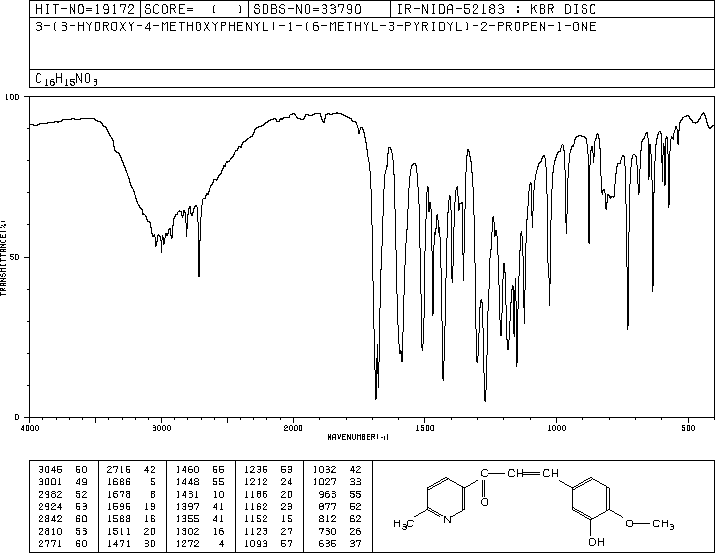 HIT-NO=19172 SCORE= ( ) SDBS-NO=33790 IR-NIDA-52183 : KBR DISC
3-(3-HYDROXY-4-METHOXYPHENYL)-1-(6-METHYL-3-PYRIDYL)-2-PROPEN-1-ONE
C16H15NO3
100
50
0
TRANSMITTANCE(%)
4000 3000 2000 1500 1000 500
WAVENUMBER(-1)
3045 60 2716 42 1460 66 1236 53 1032 42
3001 49 1686 5 1448 55 1212 24 1027 33
2982 52 1678 8 1431 10 1186 20 963 55
2924 53 1596 19 1397 41 1162 23 877 52
2842 60 1588 16 1355 41 1152 15 812 62
2810 53 1511 20 1302 16 1123 27 730 26
2771 60 1471 30 1272 4 1093 57 635 37
C CH CH
O
H3C N
O CH3
OH